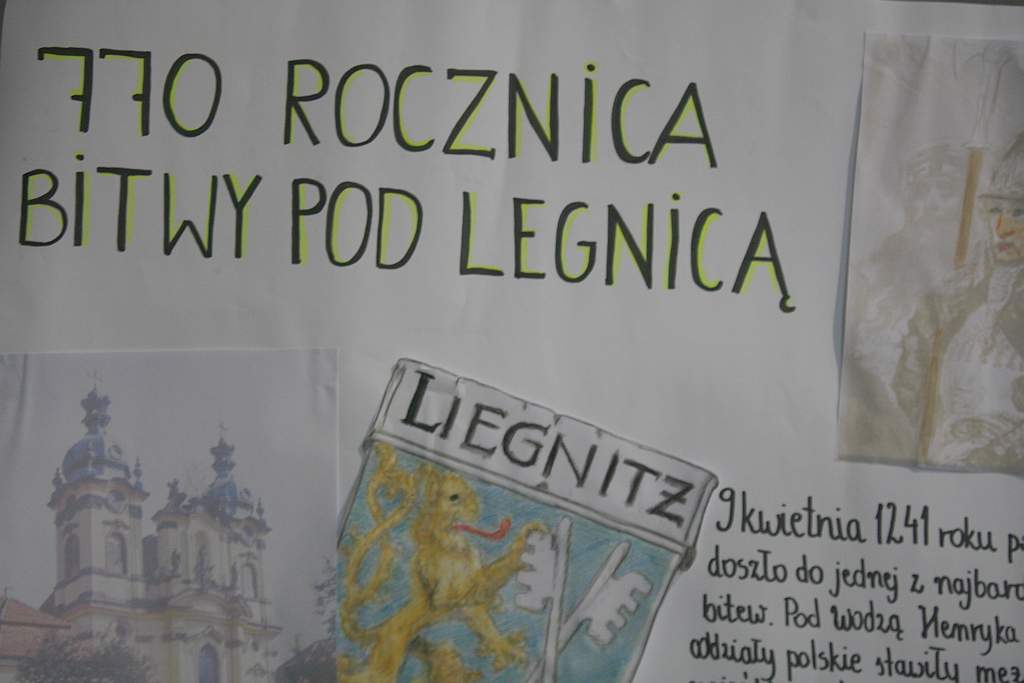 770 ROCZNICA
BITWY POD LEGNICĄ
LIEGNITZ
9 kwietnia 1241 roku
doszło do jednej z
bitew. Pod wodzą Henryka
oddziały polskie stawiły